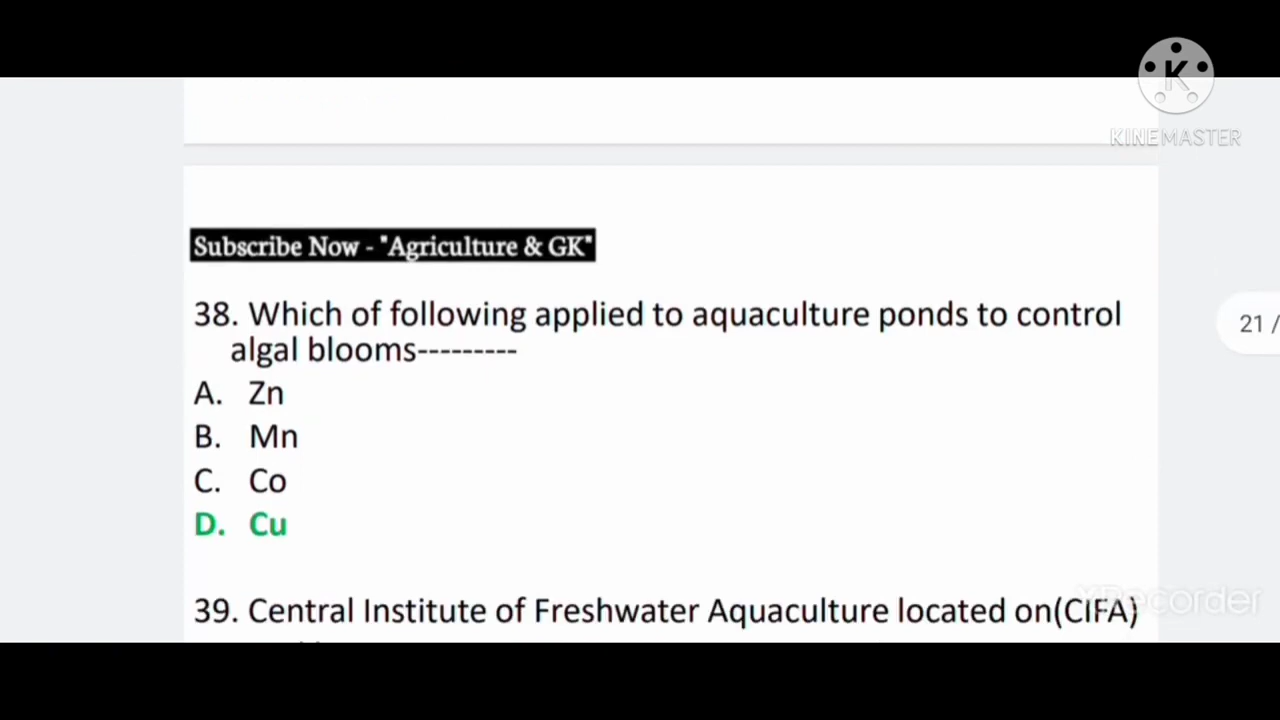 KINEMASTER
Subscribe Now - "Agriculture & GK"
38. Which of following applied to aquaculture ponds to control
algal blooms---------
A. Zn
B. Mn
C. Co
D. Cu
21 /
XRecorder
39. Central Institute of Freshwater Aquaculture located on(CIFA)